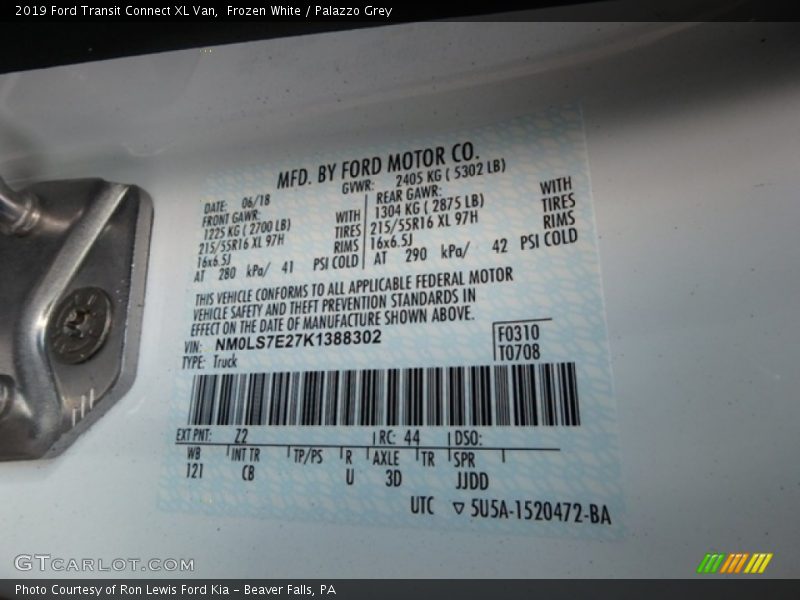 2019 Ford Transit Connect XL Van, Frozen White / Palazzo Grey
MFD. BY FORD MOTOR CO.
DATE: 06/18 GVWR: 2405 KG ( 5302 LB)
FRONT GAWR: REAR GAWR:
1225 KG ( 2700 LB) WITH 1304 KG ( 2875 LB) WITH
215/55R16 XL 97H TIRES 215/55R16 XL 97H TIRES
16x6.5J RIMS 16x6.5J RIMS
AT 280 kPa/ 41 PSI COLD AT 290 kPa/ 42 PSI COLD
THIS VEHICLE CONFORMS TO ALL APPLICABLE FEDERAL MOTOR
VEHICLE SAFETY AND THEFT PREVENTION STANDARDS IN
EFFECT ON THE DATE OF MANUFACTURE SHOWN ABOVE.
VIN: NM0LS7E27K1388302 F0310
TYPE: Truck T0708
EXT PNT: Z2 RC: 44 DSO:
WB INT TR TP/PS R AXLE TR SPR
121 CB U 3D JJDD
UTC ▽ 5U5A-1520472-BA
GTCARLOT.COM
Photo Courtesy of Ron Lewis Ford Kia - Beaver Falls, PA